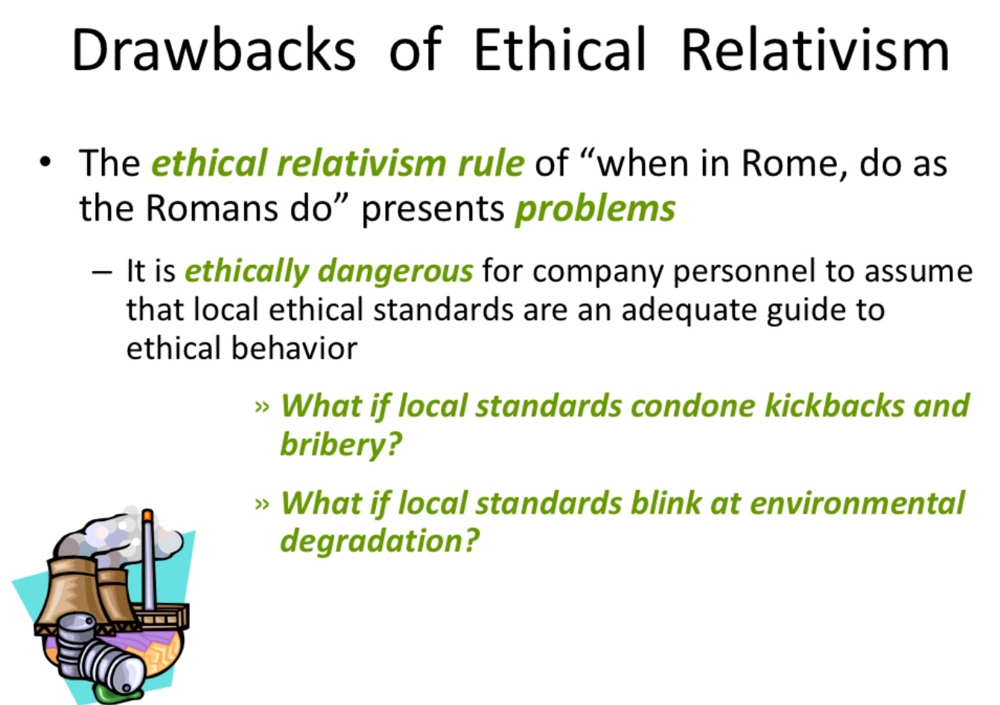 Drawbacks of Ethical Relativism
• The ethical relativism rule of “when in Rome, do as
the Romans do” presents problems
– It is ethically dangerous for company personnel to assume
that local ethical standards are an adequate guide to
ethical behavior
» What if local standards condone kickbacks and
bribery?
» What if local standards blink at environmental
degradation?